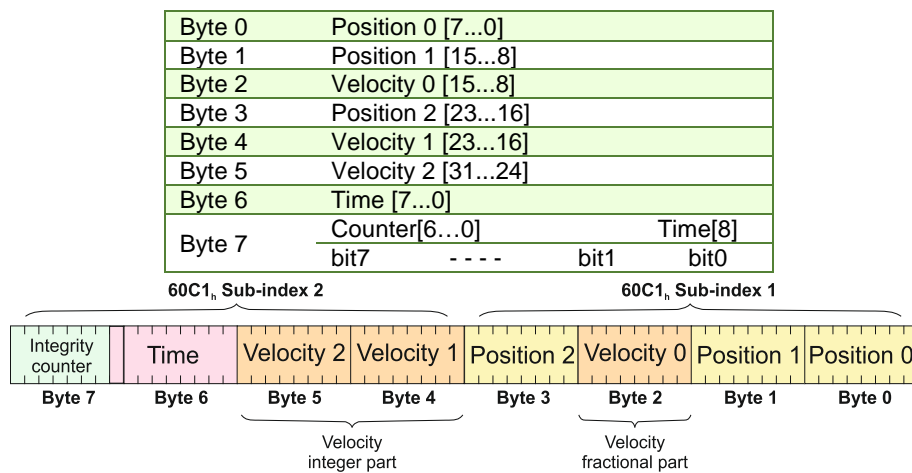 Byte 0 Position 0 [7...0]
Byte 1 Position 1 [15...8]
Byte 2 Velocity 0 [15...8]
Byte 3 Position 2 [23...16]
Byte 4 Velocity 1 [23...16]
Byte 5 Velocity 2 [31...24]
Byte 6 Time [7...0]
Byte 7
Counter[6…0] Time[8]
bit7 - - - - bit1 bit0
60C1h Sub-index 2 60C1h Sub-index 1
Integrity
counter
Time Velocity 2 Velocity 1 Position 2 Velocity 0 Position 1 Position 0
Byte 7 Byte 6 Byte 5 Byte 4 Byte 3 Byte 2 Byte 1 Byte 0
Velocity
integer part
Velocity
fractional part